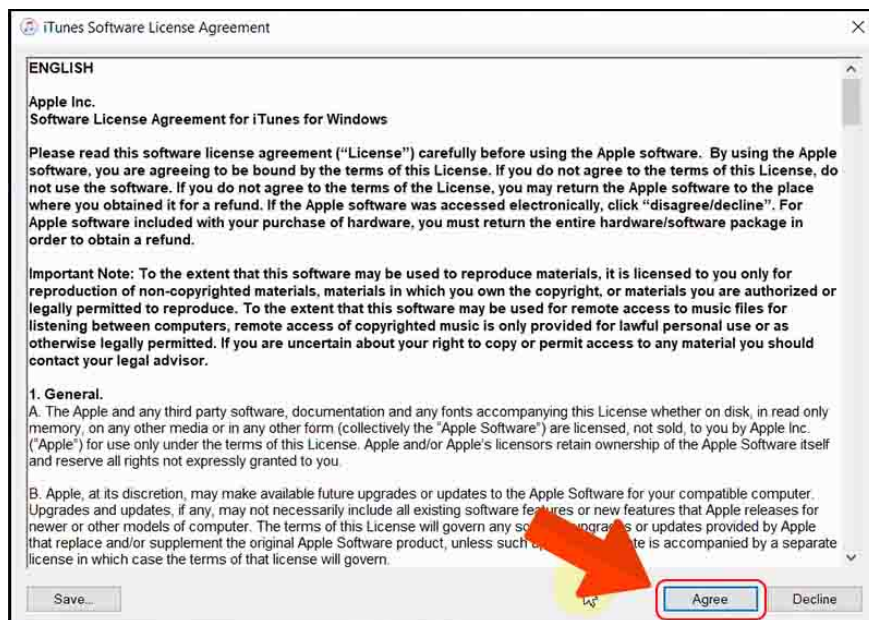 iTunes Software License Agreement
ENGLISH
Apple Inc.
Software License Agreement for iTunes for Windows
Please read this software license agreement (“License”) carefully before using the Apple software. By using the Apple
software, you are agreeing to be bound by the terms of this License. If you do not agree to the terms of this License, do
not use the software. If you do not agree to the terms of the License, you may return the Apple software to the place
where you obtained it for a refund. If the Apple software was accessed electronically, click “disagree/decline”. For
Apple software included with your purchase of hardware, you must return the entire hardware/software package in
order to obtain a refund.
Important Note: To the extent that this software may be used to reproduce materials, it is licensed to you only for
reproduction of non-copyrighted materials, materials in which you own the copyright, or materials you are authorized or
legally permitted to reproduce. To the extent that this software may be used for remote access to music files for
listening between computers, remote access of copyrighted music is only provided for lawful personal use or as
otherwise legally permitted. If you are uncertain about your right to copy or permit access to any material you should
contact your legal advisor.
1. General.
A. The Apple and any third party software, documentation and any fonts accompanying this License whether on disk, in read only
memory, on any other media or in any other form (collectively the “Apple Software”) are licensed, not sold, to you by Apple Inc.
(“Apple”) for use only under the terms of this License. Apple and/or Apple’s licensors retain ownership of the Apple Software itself
and reserve all rights not expressly granted to you.
B. Apple, at its discretion, may make available future upgrades or updates to the Apple Software for your compatible computer.
Upgrades and updates, if any, may not necessarily include all existing software features or new features that Apple releases for
newer or other models of computer. The terms of this License will govern any or updates provided by Apple
that replace and/or supplement the original Apple Software product, unless such is accompanied by a separate
license in which case the terms of that license will govern.
Save...
Agree
Decline